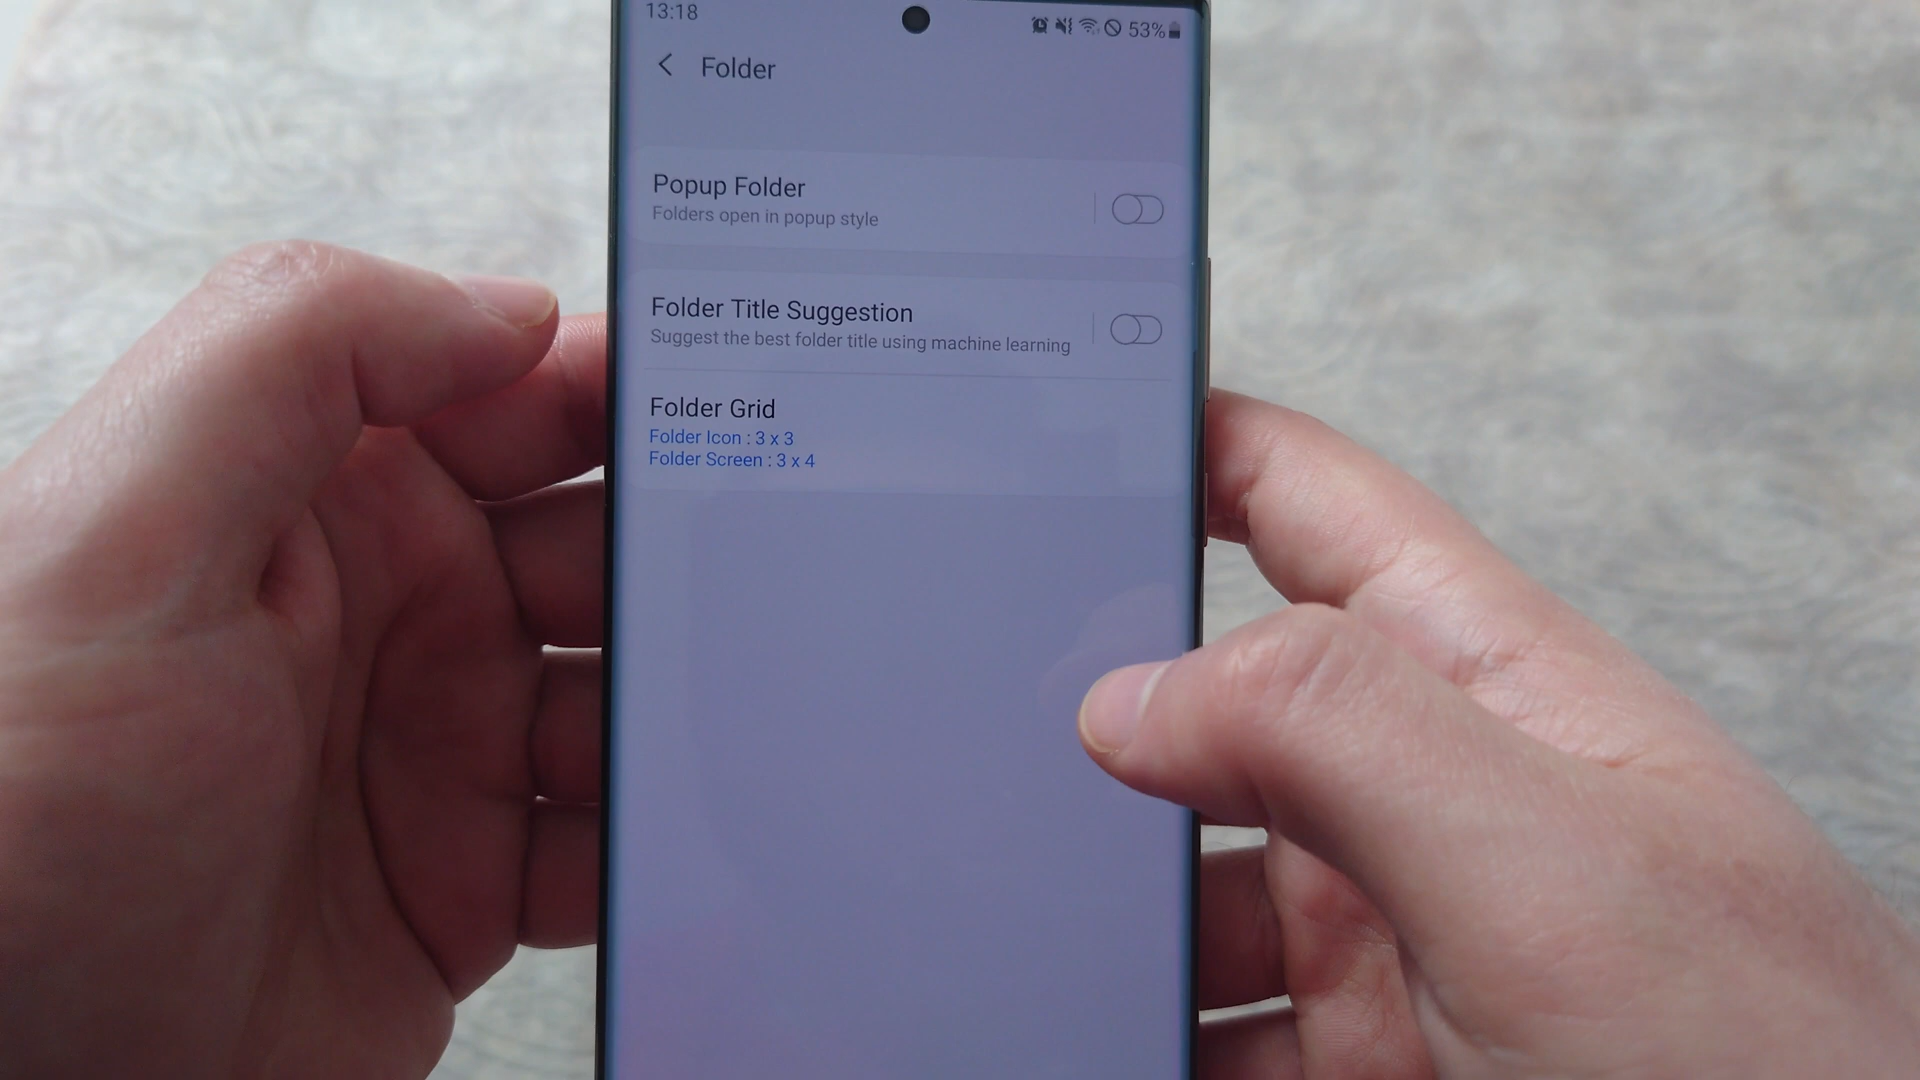 13:18
53%
Folder
Popup Folder
Folders open in popup style
Folder Title Suggestion
Suggest the best folder title using machine learning
Folder Grid
Folder Icon : 3 x 3
Folder Screen : 3 x 4